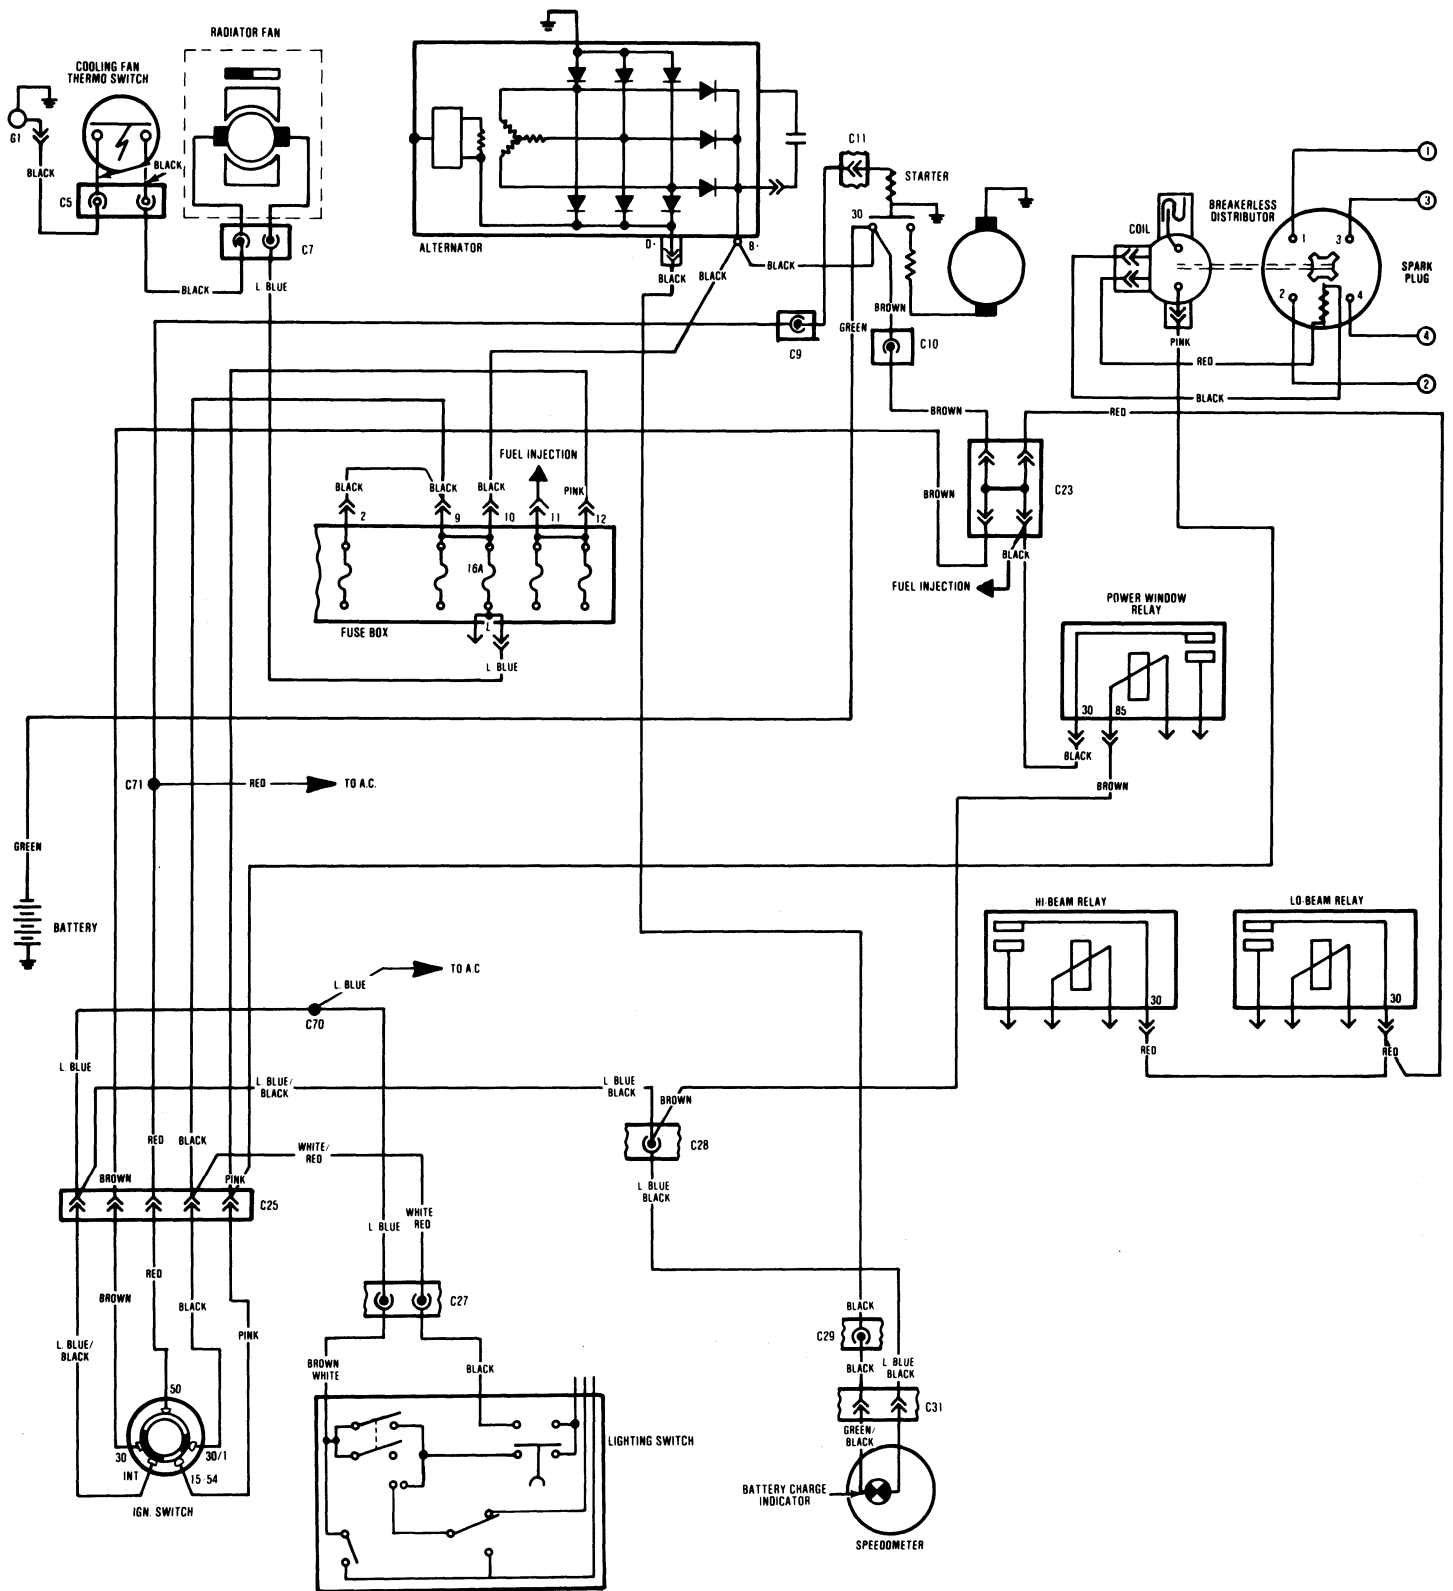 RADIATOR FAN
COOLING FAN
THERMO SWITCH
G1
BLACK
BLACK
C5
C7
BLACK
L BLUE
ALTERNATOR
D·
B·
BLACK
BLACK
BLACK
C11
STARTER
30
BROWN
GREEN
C10
C9
BREAKERLESS
DISTRIBUTOR
COIL
1
3
2
4
SPARK
PLUG
1
3
4
2
PINK
RED
BLACK
BROWN
RED
FUEL INJECTION
BLACK
BLACK
BLACK
PINK
2
9
10
11
12
16A
L
FUSE BOX
L BLUE
BROWN
C23
BLACK
FUEL INJECTION
POWER WINDOW
RELAY
30
85
BLACK
BROWN
C71
RED
TO A.C.
GREEN
BATTERY
HI-BEAM RELAY
30
RED
LO-BEAM RELAY
30
RED
L. BLUE
TO A.C
C70
L. BLUE
L. BLUE/
BLACK
L BLUE
BLACK
BROWN
C28
RED
BLACK
WHITE/
RED
BROWN
PINK
C25
L BLUE
BLACK
L BLUE
WHITE
RED
RED
BROWN
BLACK
PINK
L. BLUE/
BLACK
C27
BROWN
WHITE
BLACK
BLACK
C29
BLACK
L BLUE
BLACK
C31
GREEN/
BLACK
50
30
30/1
INT
15-54
IGN. SWITCH
LIGHTING SWITCH
BATTERY CHARGE
INDICATOR
SPEEDOMETER